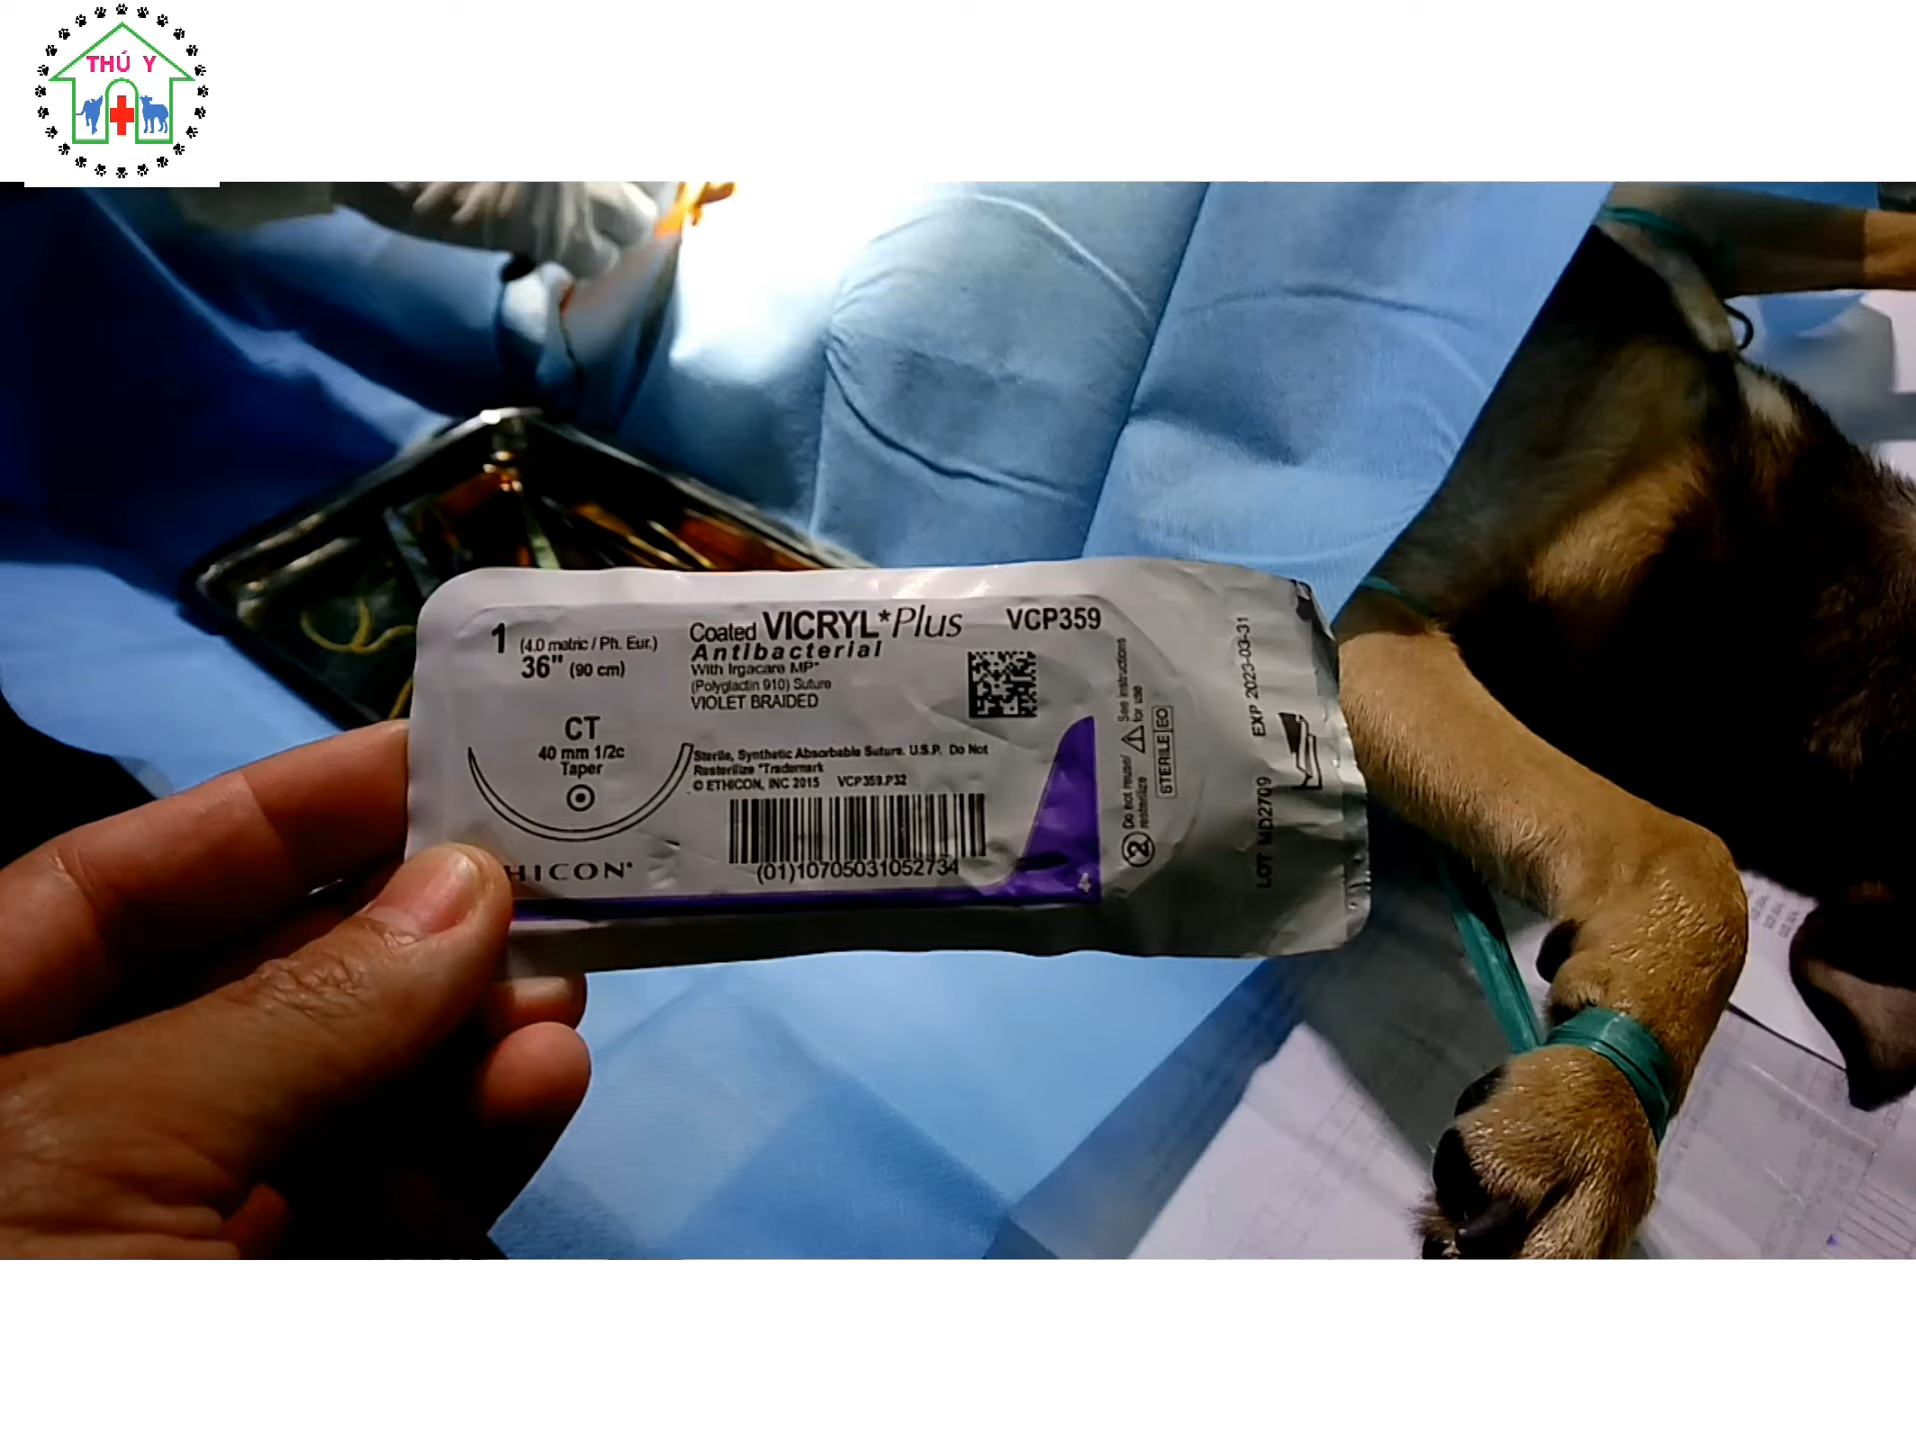 THÚ Y
1 (4.0 metric / Ph. Eur.)
36" (90 cm)
CT
40 mm 1/2c
Taper
HICON*
Coated VICRYL*Plus
Antibacterial
With Irgacare MP*
(Polyglactin 910) Suture
VIOLET BRAIDED
VCP359
Sterile, Synthetic Absorbable Suture. U.S.P. Do Not
Resterilize *Trademark
© ETHICON, INC 2015 VCP359.P32
(01)10705031052734
Do not reuse/
resterilize
See instructions
for use
STERILE EO
LOT MD2709 EXP 2023-03-31